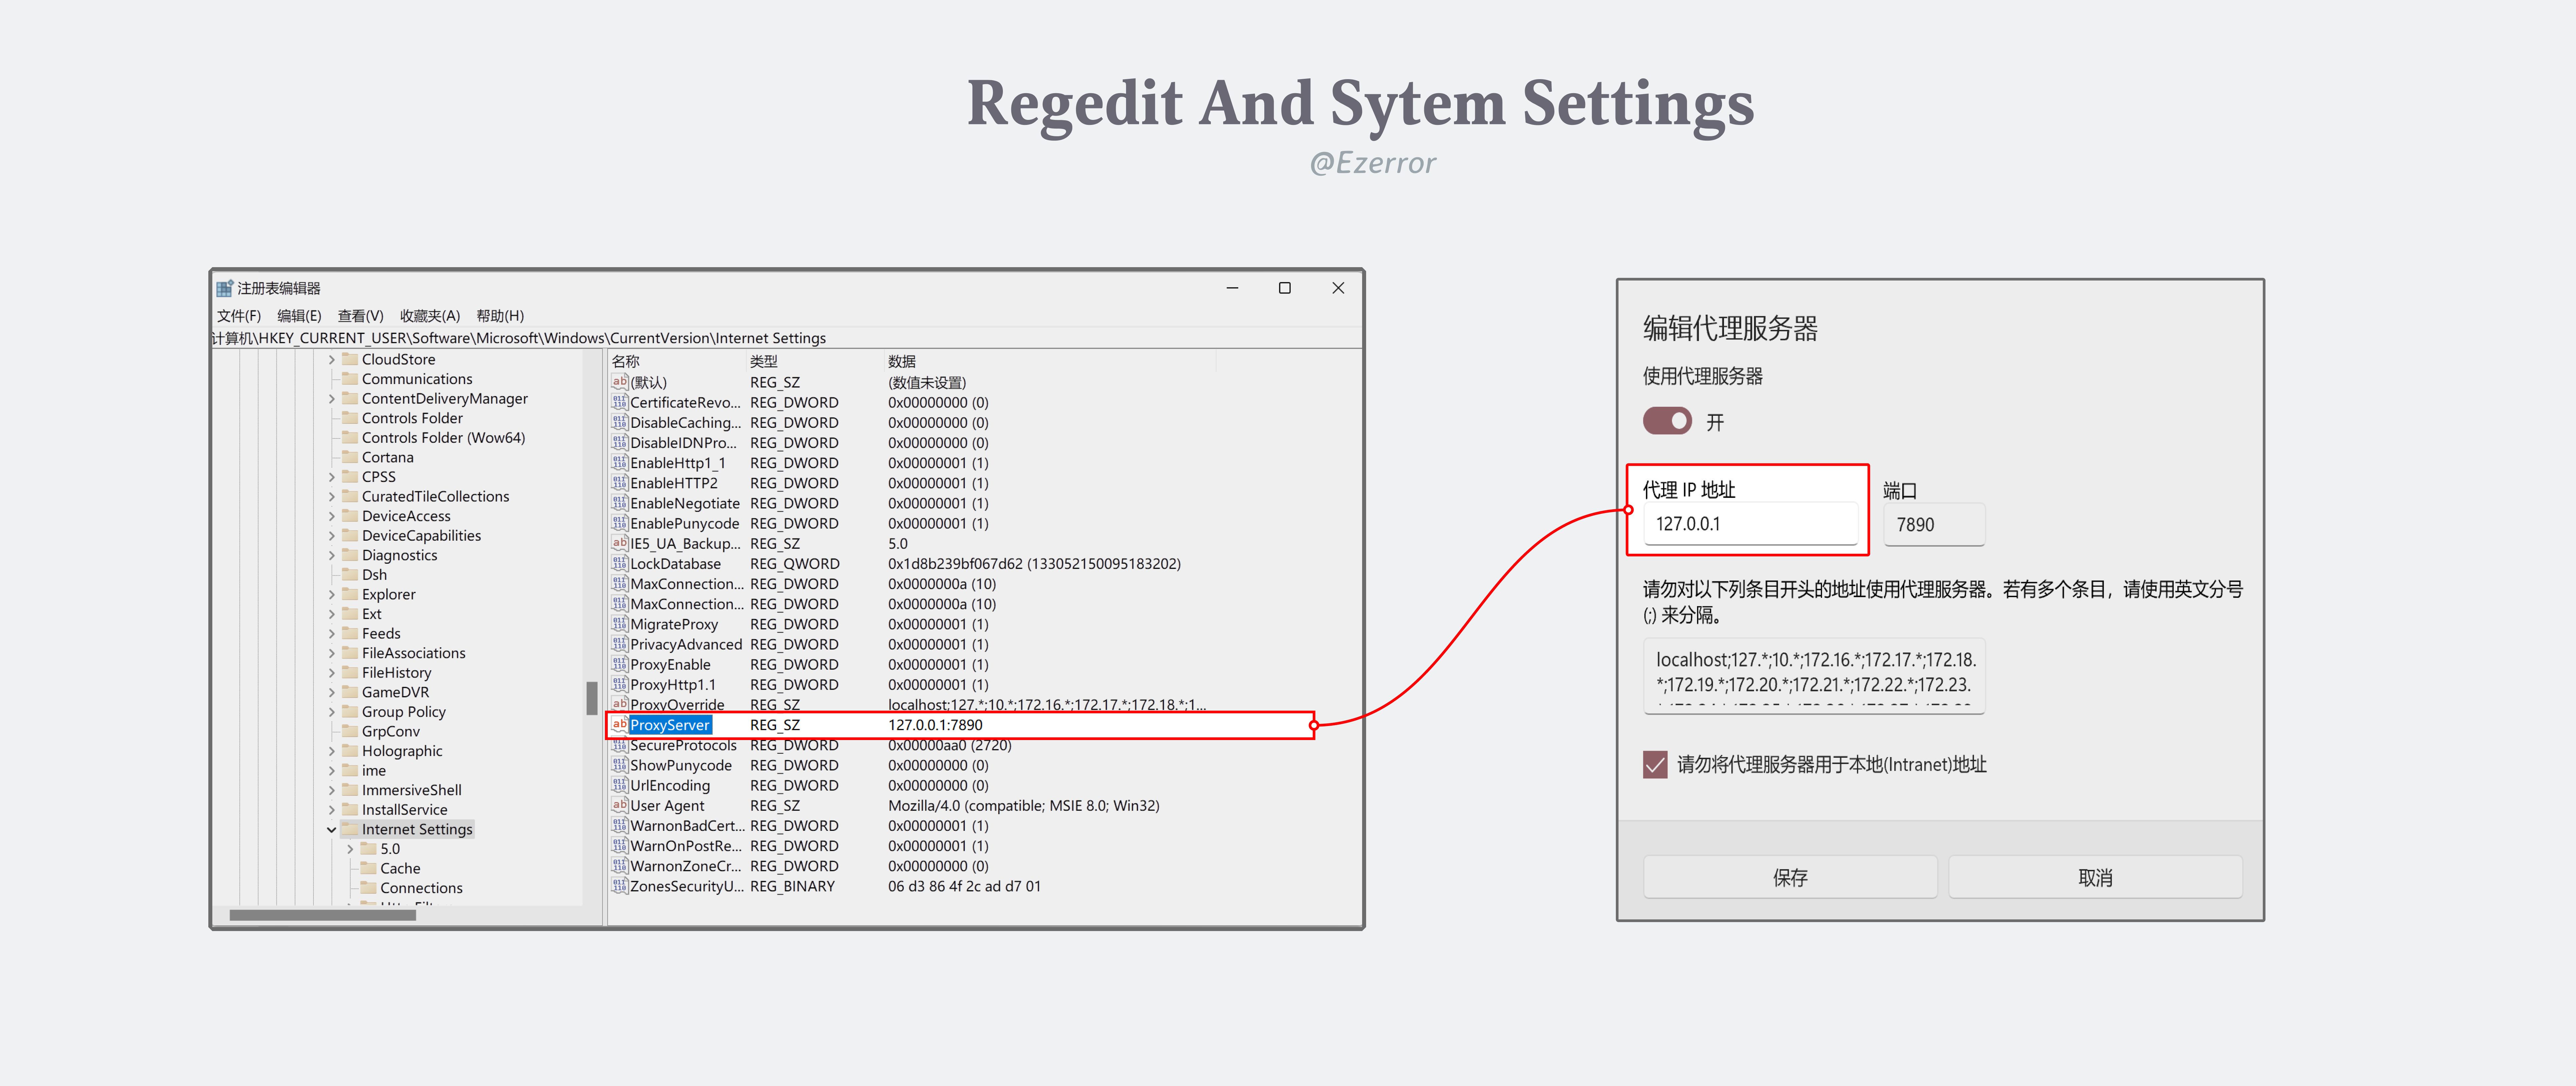 Regedit And Sytem Settings
@Ezerror
注册表编辑器
文件(F) 编辑(E) 查看(V) 收藏夹(A) 帮助(H)
计算机\HKEY_CURRENT_USER\Software\Microsoft\Windows\CurrentVersion\Internet Settings
CloudStore
Communications
ContentDeliveryManager
Controls Folder
Controls Folder (Wow64)
Cortana
CPSS
CuratedTileCollections
DeviceAccess
DeviceCapabilities
Diagnostics
Dsh
Explorer
Ext
Feeds
FileAssociations
FileHistory
GameDVR
Group Policy
GrpConv
Holographic
ime
ImmersiveShell
InstallService
Internet Settings
5.0
Cache
Connections
名称 类型 数据
(默认) REG_SZ (数值未设置)
CertificateRevo... REG_DWORD 0x00000000 (0)
DisableCaching... REG_DWORD 0x00000000 (0)
DisableIDNPro... REG_DWORD 0x00000000 (0)
EnableHttp1_1 REG_DWORD 0x00000001 (1)
EnableHTTP2 REG_DWORD 0x00000001 (1)
EnableNegotiate REG_DWORD 0x00000001 (1)
EnablePunycode REG_DWORD 0x00000001 (1)
IE5_UA_Backup... REG_SZ 5.0
LockDatabase REG_QWORD 0x1d8b239bf067d62 (133052150095183202)
MaxConnection... REG_DWORD 0x0000000a (10)
MaxConnection... REG_DWORD 0x0000000a (10)
MigrateProxy REG_DWORD 0x00000001 (1)
PrivacyAdvanced REG_DWORD 0x00000001 (1)
ProxyEnable REG_DWORD 0x00000001 (1)
ProxyHttp1.1 REG_DWORD 0x00000001 (1)
ProxyOverride REG_SZ localhost;127.*;10.*;172.16.*;172.17.*;172.18.*;1...
ProxyServer REG_SZ 127.0.0.1:7890
SecureProtocols REG_DWORD 0x00000aa0 (2720)
ShowPunycode REG_DWORD 0x00000000 (0)
UrlEncoding REG_DWORD 0x00000000 (0)
User Agent REG_SZ Mozilla/4.0 (compatible; MSIE 8.0; Win32)
WarnonBadCert... REG_DWORD 0x00000001 (1)
WarnOnPostRe... REG_DWORD 0x00000001 (1)
WarnonZoneCr... REG_DWORD 0x00000000 (0)
ZonesSecurityU... REG_BINARY 06 d3 86 4f 2c ad d7 01
编辑代理服务器
使用代理服务器
开
代理 IP 地址 端口
127.0.0.1 7890
请勿对以下列条目开头的地址使用代理服务器。若有多个条目，请使用英文分号
(;) 来分隔。
localhost;127.*;10.*;172.16.*;172.17.*;172.18.
*;172.19.*;172.20.*;172.21.*;172.22.*;172.23.
请勿将代理服务器用于本地(Intranet)地址
保存 取消